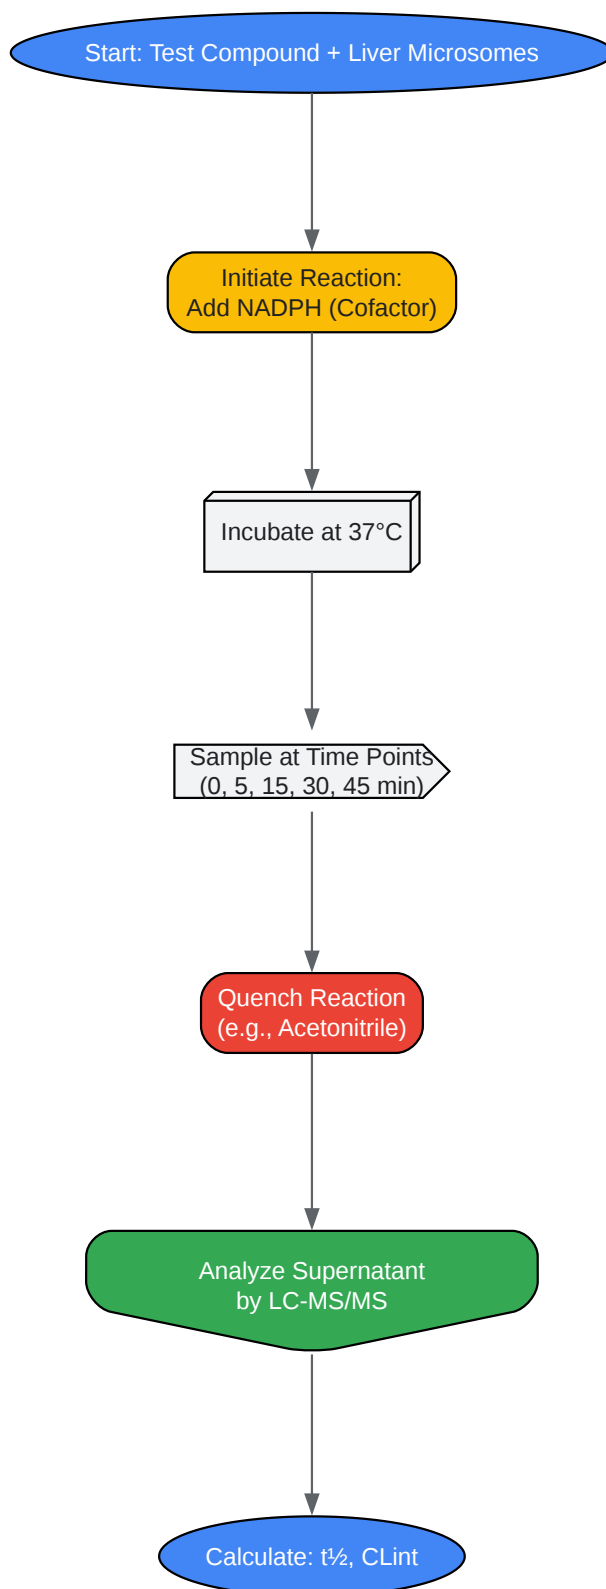 Start: Test Compound + Liver Microsomes
Initiate Reaction:
Add NADPH (Cofactor)
Incubate at 37°C
Sample at Time Points
(0, 5, 15, 30, 45 min)
Quench Reaction
(e.g., Acetonitrile)
Analyze Supernatant
by LC-MS/MS
Calculate: t½, CLint